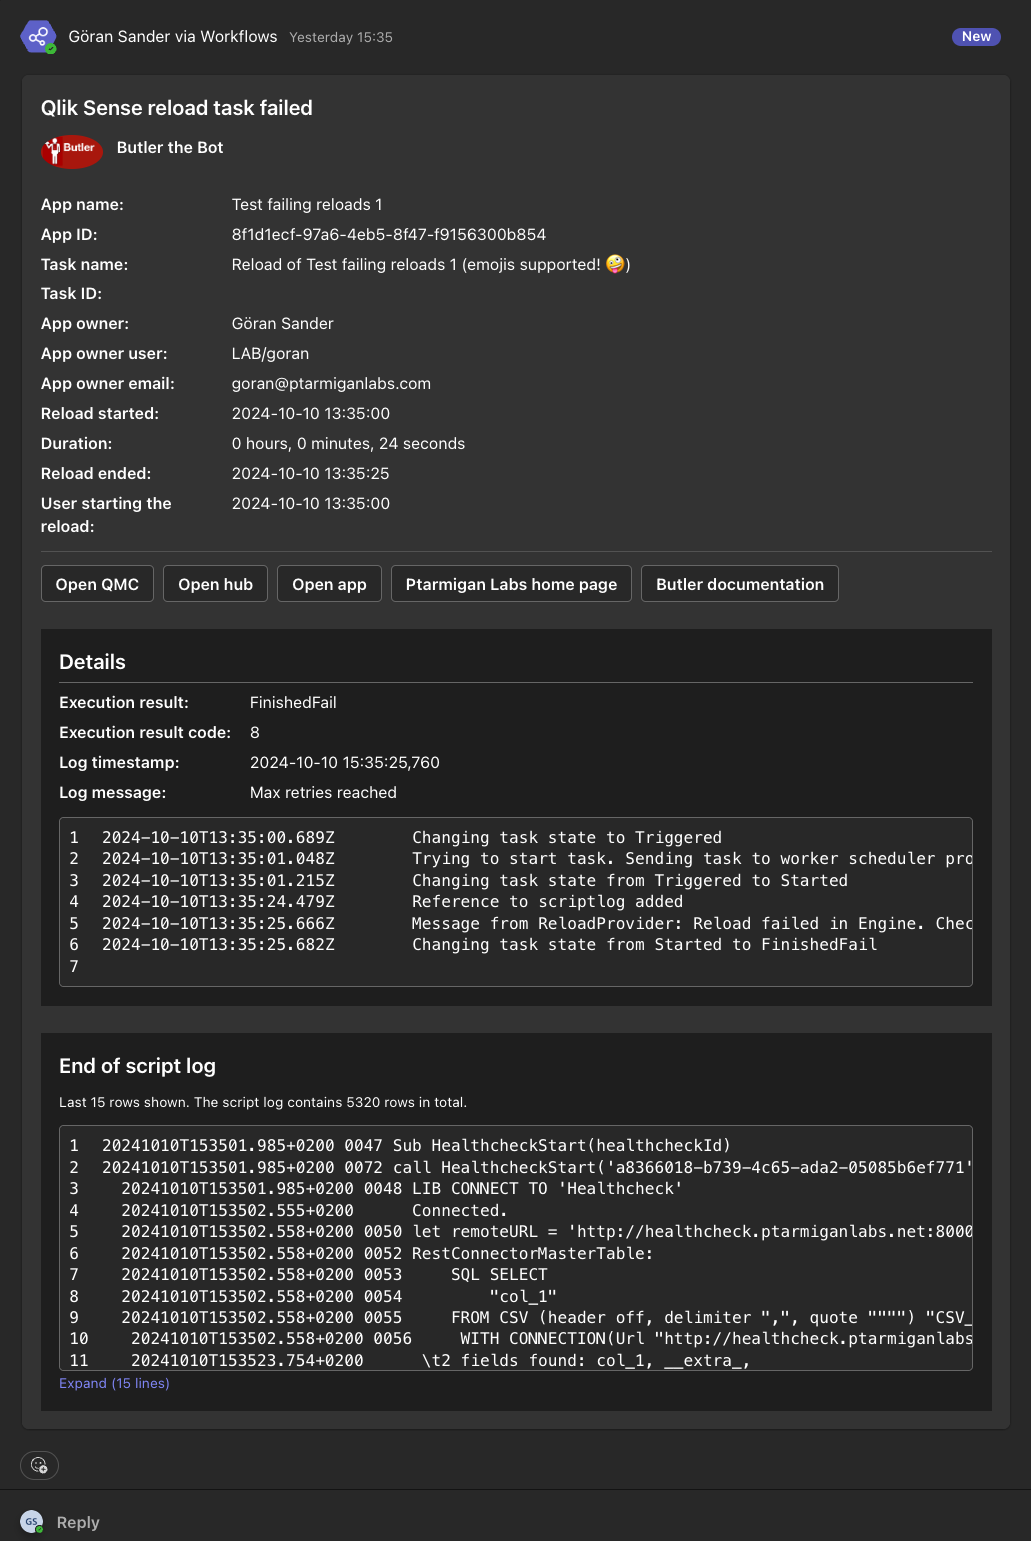 Göran Sander via Workflows Yesterday 15:35 New
Qlik Sense reload task failed
Butler Butler the Bot
App name: Test failing reloads 1
App ID: 8f1d1ecf-97a6-4eb5-8f47-f9156300b854
Task name: Reload of Test failing reloads 1 (emojis supported! 🤪)
Task ID:
App owner: Göran Sander
App owner user: LAB/goran
App owner email: goran@ptarmiganlabs.com
Reload started: 2024-10-10 13:35:00
Duration: 0 hours, 0 minutes, 24 seconds
Reload ended: 2024-10-10 13:35:25
User starting the 2024-10-10 13:35:00
reload:
Open QMC Open hub Open app Ptarmigan Labs home page Butler documentation
Details
Execution result: FinishedFail
Execution result code: 8
Log timestamp: 2024-10-10 15:35:25,760
Log message: Max retries reached
1 2024-10-10T13:35:00.689Z Changing task state to Triggered
2 2024-10-10T13:35:01.048Z Trying to start task. Sending task to worker scheduler pro
3 2024-10-10T13:35:01.215Z Changing task state from Triggered to Started
4 2024-10-10T13:35:24.479Z Reference to scriptlog added
5 2024-10-10T13:35:25.666Z Message from ReloadProvider: Reload failed in Engine. Chec
6 2024-10-10T13:35:25.682Z Changing task state from Started to FinishedFail
7
End of script log
Last 15 rows shown. The script log contains 5320 rows in total.
1 20241010T153501.985+0200 0047 Sub HealthcheckStart(healthcheckId)
2 20241010T153501.985+0200 0072 call HealthcheckStart('a8366018-b739-4c65-ada2-05085b6ef771'
3 20241010T153501.985+0200 0048 LIB CONNECT TO 'Healthcheck'
4 20241010T153502.555+0200 Connected.
5 20241010T153502.558+0200 0050 let remoteURL = 'http://healthcheck.ptarmiganlabs.net:8000
6 20241010T153502.558+0200 0052 RestConnectorMasterTable:
7 20241010T153502.558+0200 0053 SQL SELECT
8 20241010T153502.558+0200 0054 "col_1"
9 20241010T153502.558+0200 0055 FROM CSV (header off, delimiter ",", quote """") "CSV_
10 20241010T153502.558+0200 0056 WITH CONNECTION(Url "http://healthcheck.ptarmiganlabs
11 20241010T153523.754+0200 \t2 fields found: col_1, __extra_,
Expand (15 lines)
GS Reply